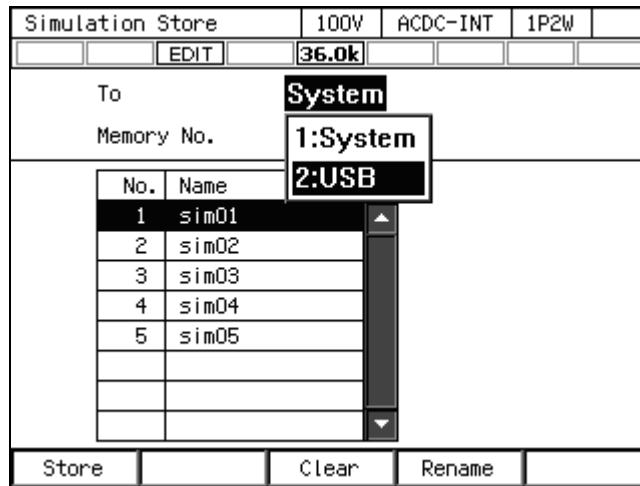 Simulation Store 100V ACDC-INT 1P2W
EDIT 36.0k
To System
Memory No. 1:System
2:USB
No. Name
1 sim01
2 sim02
3 sim03
4 sim04
5 sim05
Store Clear Rename